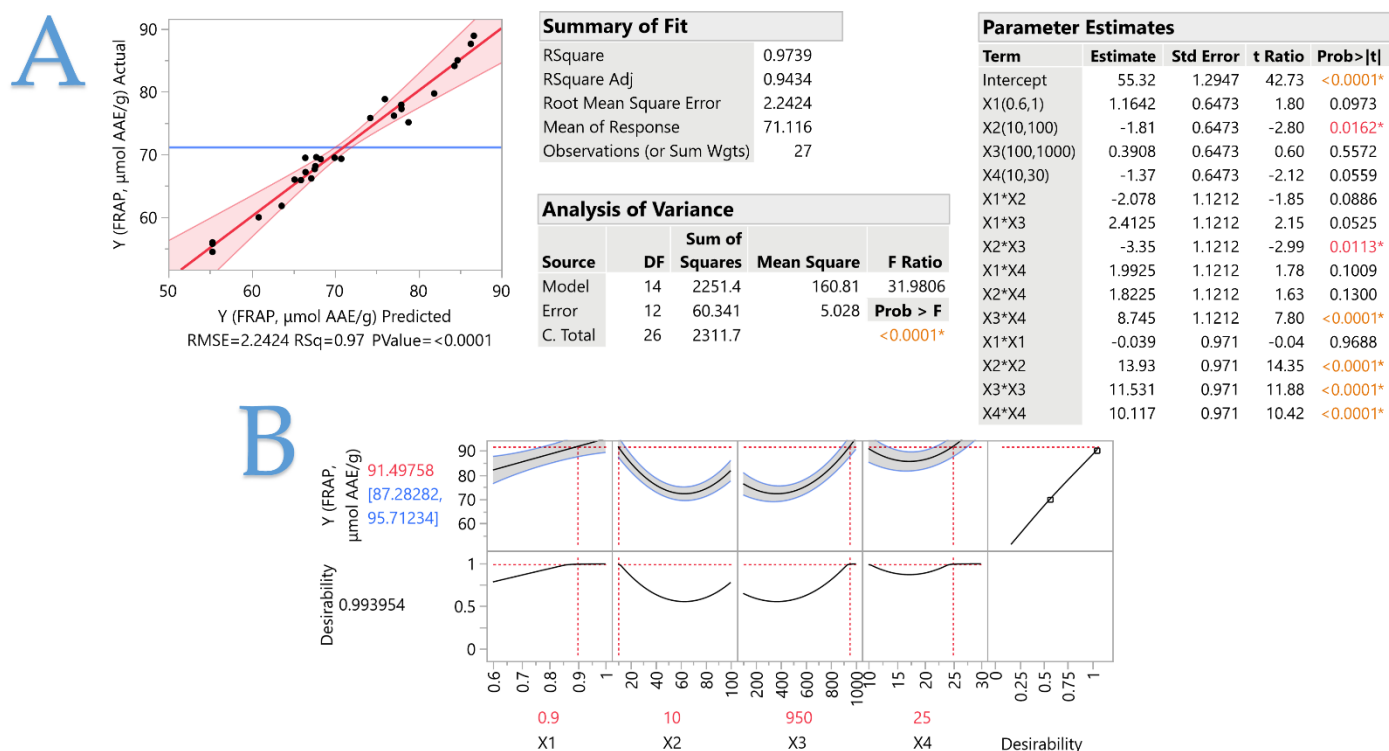 A
Y (FRAP, µmol AAE/g) Actual
90
80
70
60
50 60 70 80 90
Y (FRAP, µmol AAE/g) Predicted
RMSE=2.2424 RSq=0.97 PValue=<0.0001
Summary of Fit
RSquare 0.9739
RSquare Adj 0.9434
Root Mean Square Error 2.2424
Mean of Response 71.116
Observations (or Sum Wgts) 27
Analysis of Variance
Sum of
Source DF Squares Mean Square F Ratio
Model 14 2251.4 160.81 31.9806
Error 12 60.341 5.028 Prob > F
C. Total 26 2311.7 <0.0001*
Parameter Estimates
Term Estimate Std Error t Ratio Prob>|t|
Intercept 55.32 1.2947 42.73 <0.0001*
X1(0.6,1) 1.1642 0.6473 1.80 0.0973
X2(10,100) -1.81 0.6473 -2.80 0.0162*
X3(100,1000) 0.3908 0.6473 0.60 0.5572
X4(10,30) -1.37 0.6473 -2.12 0.0559
X1*X2 -2.078 1.1212 -1.85 0.0886
X1*X3 2.4125 1.1212 2.15 0.0525
X2*X3 -3.35 1.1212 -2.99 0.0113*
X1*X4 1.9925 1.1212 1.78 0.1009
X2*X4 1.8225 1.1212 1.63 0.1300
X3*X4 8.745 1.1212 7.80 <0.0001*
X1*X1 -0.039 0.971 -0.04 0.9688
X2*X2 13.93 0.971 14.35 <0.0001*
X3*X3 11.531 0.971 11.88 <0.0001*
X4*X4 10.117 0.971 10.42 <0.0001*
B
Y (FRAP,
µmol AAE/g)
91.49758
[87.28282,
95.71234]
90
80
70
60
Desirability
0.993954
1
0.5
0
0.6 0.7 0.8 0.9 1 20 40 60 80 100 200 400 600 800 1000 10 15 20 25 30 0 0.25 0.5 0.75 1
0.9 10 950 25
X1 X2 X3 X4 Desirability